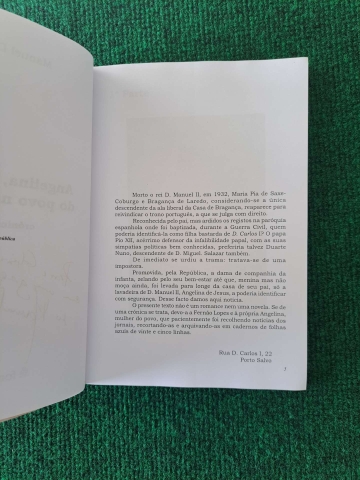 Morto o rei D. Manuel II, em 1932, Maria Pia de Saxe-
Coburgo e Bragança de Laredo, considerando-se a única
descendente da ala liberal da Casa de Bragança, reaparece para
reivindicar o trono português, a que se julga com direito.
Reconhecida pelo pai, mas ardidos os registos na paróquia
espanhola onde foi baptizada, durante a Guerra Civil, quem
poderia identificá-la como filha bastarda de D. Carlos I? O papa
Pio XII, acérrimo defensor da infalibilidade papal, com as suas
simpatias políticas bem conhecidas, preferiria talvez Duarte
Nuno, descendente de D. Miguel. Salazar também.
De imediato se urdiu a trama: tratava-se de uma
impostora.
Promovida, pela República, a dama de companhia da
infanta, zelando pelo seu bem-estar até que, menina mas não
moça ainda, foi levada para longe da casa de seu pai, só a
lavadeira de D. Manuel II, Angelina de Jesus, a poderia identificar
com segurança. Desse facto damos aqui notícia.
O presente texto não é um romance nem uma novela. Se de
uma crónica se trata, devo-a a Fernão Lopes e à própria Angelina,
mulher do povo, que pacientemente foi recolhendo notícias dos
jornais, recortando-as e arquivando-as em cadernos de folhas
azuis de vinte e cinco linhas.
Rua D. Carlos I, 22
Porto Salvo